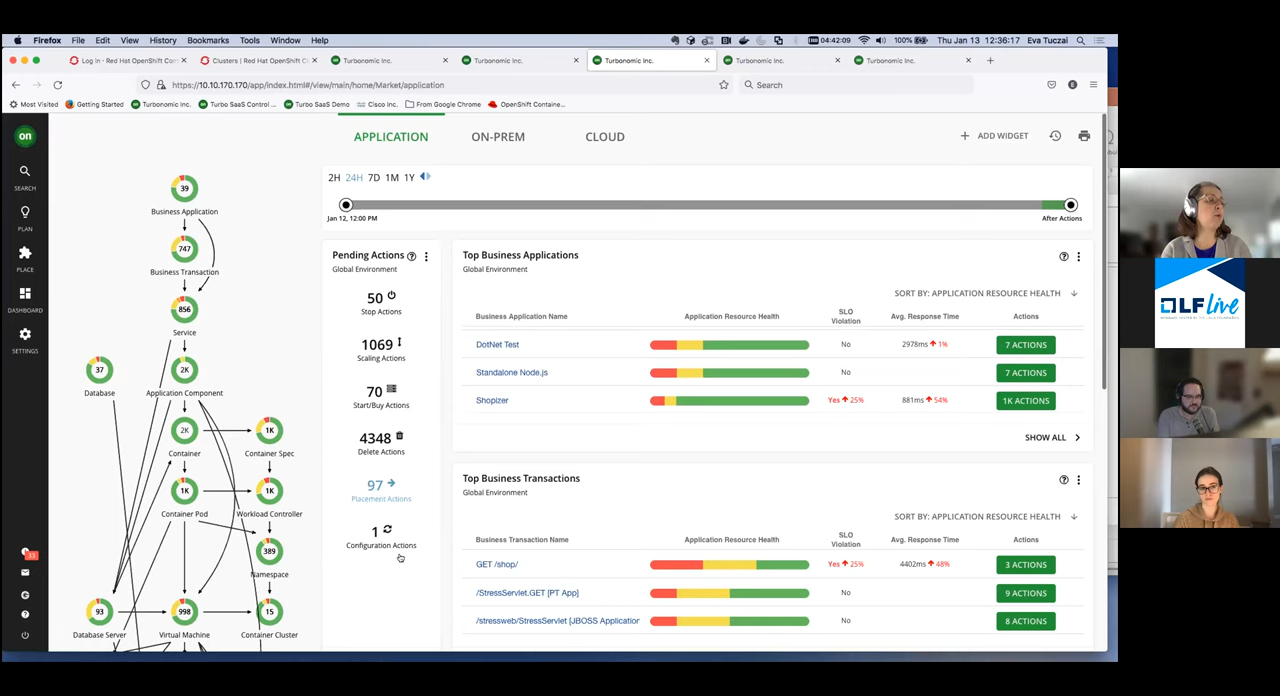 Firefox File Edit View History Bookmarks Tools Window Help
04:42:09 100% Thu Jan 13 12:36:17 Eva Tuczai
Log In · Red Hat OpenShift Con
Clusters | Red Hat OpenShift C
Turbonomic Inc.
Turbonomic Inc.
Turbonomic Inc.
Turbonomic Inc.
Turbonomic Inc.
https://10.10.170.170/app/index.html#/view/main/home/Market/application
Search
E
Most Visited Getting Started Turbonomic Inc. Turbo SaaS Control ... Turbo SaaS Demo Cisco Inc. From Google Chrome OpenShift Containe...
on
SEARCH
PLAN
PLACE
DASHBOARD
SETTINGS
33
APPLICATION ON-PREM CLOUD
ADD WIDGET
2H 24H 7D 1M 1Y
Jan 12, 12:00 PM
After Actions
39
Business Application
747
Business Transaction
856
Service
37
Database
2K
Application Component
2K
Container
1K
Container Spec
1K
Container Pod
1K
Workload Controller
389
Namespace
93
Database Server
998
Virtual Machine
15
Container Cluster
Pending Actions
Global Environment
50
Stop Actions
1069
Scaling Actions
70
Start/Buy Actions
4348
Delete Actions
97
Placement Actions
1
Configuration Actions
Top Business Applications
Global Environment
SORT BY: APPLICATION RESOURCE HEALTH
Business Application Name Application Resource Health SLO Violation Avg. Response Time Actions
DotNet Test No 2978ms 1% 7 ACTIONS
Standalone Node.js No 7 ACTIONS
Shopizer Yes 25% 881ms 54% 1K ACTIONS
SHOW ALL
Top Business Transactions
Global Environment
SORT BY: APPLICATION RESOURCE HEALTH
Business Transaction Name Application Resource Health SLO Violation Avg. Response Time Actions
GET /shop/ Yes 25% 4402ms 48% 3 ACTIONS
/StressServlet.GET [PT App] No 9 ACTIONS
/stressweb/StressServlet [JBOSS Application No 8 ACTIONS
LF live